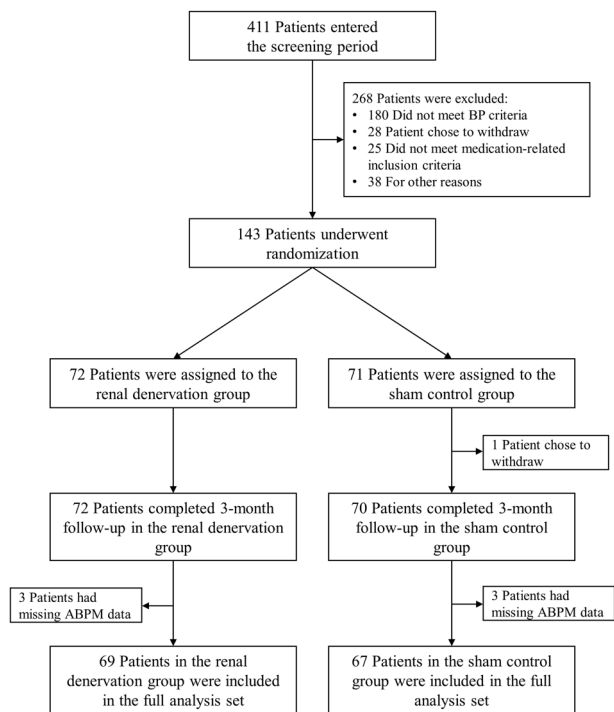 411 Patients entered
the screening period
268 Patients were excluded:
• 180 Did not meet BP criteria
• 28 Patient chose to withdraw
• 25 Did not meet medication-related
inclusion criteria
• 38 For other reasons
143 Patients underwent
randomization
72 Patients were assigned to the
renal denervation group
71 Patients were assigned to the
sham control group
1 Patient chose to
withdraw
72 Patients completed 3-month
follow-up in the renal denervation
group
70 Patients completed 3-month
follow-up in the sham control
group
3 Patients had
missing ABPM data
3 Patients had
missing ABPM data
69 Patients in the renal
denervation group were included
in the full analysis set
67 Patients in the sham control
group were included in the full
analysis set